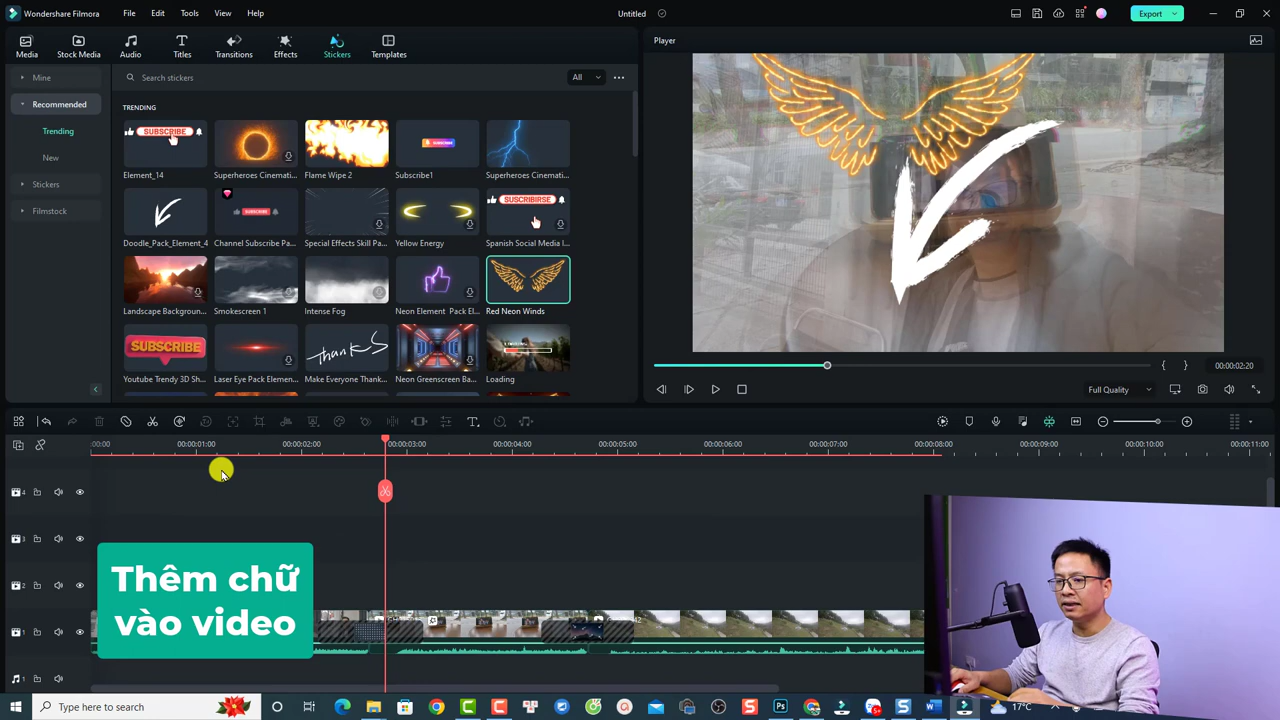 Wondershare Filmora
File
Edit
Tools
View
Help
Untitled
Export
Media
Stock Media
Audio
Titles
Transitions
Effects
Stickers
Templates
Player
Mine
Search stickers
All
Recommended
TRENDING
Trending
New
Stickers
Filmstock
SUBSCRIBE
Element_14
Superheroes Cinemati...
Flame Wipe 2
Subscribe1
Superheroes Cinemati...
SUSCRIBIRSE
Doodle_Pack_Element_4
Channel Subscribe Pa...
Special Effects Skill Pa...
Yellow Energy
Spanish Social Media I...
Landscape Backgroun...
Smokescreen 1
Intense Fog
Neon Element Pack El...
Red Neon Winds
SUBSCRIBE
Thanks
Youtube Trendy 3D Sh...
Laser Eye Pack Elemen...
Make Everyone Thank...
Neon Greenscreen Ba...
Loading
00:00:02:20
Full Quality
:00:00
00:00:01:00
00:00:02:00
00:00:03:00
00:00:04:00
00:00:05:00
00:00:06:00
00:00:07:00
00:00:08:00
00:00:09:00
00:00:10:00
00:00:11:00
4
3
2
1
1
Thêm chữ
vào video
Type here to search
17°C